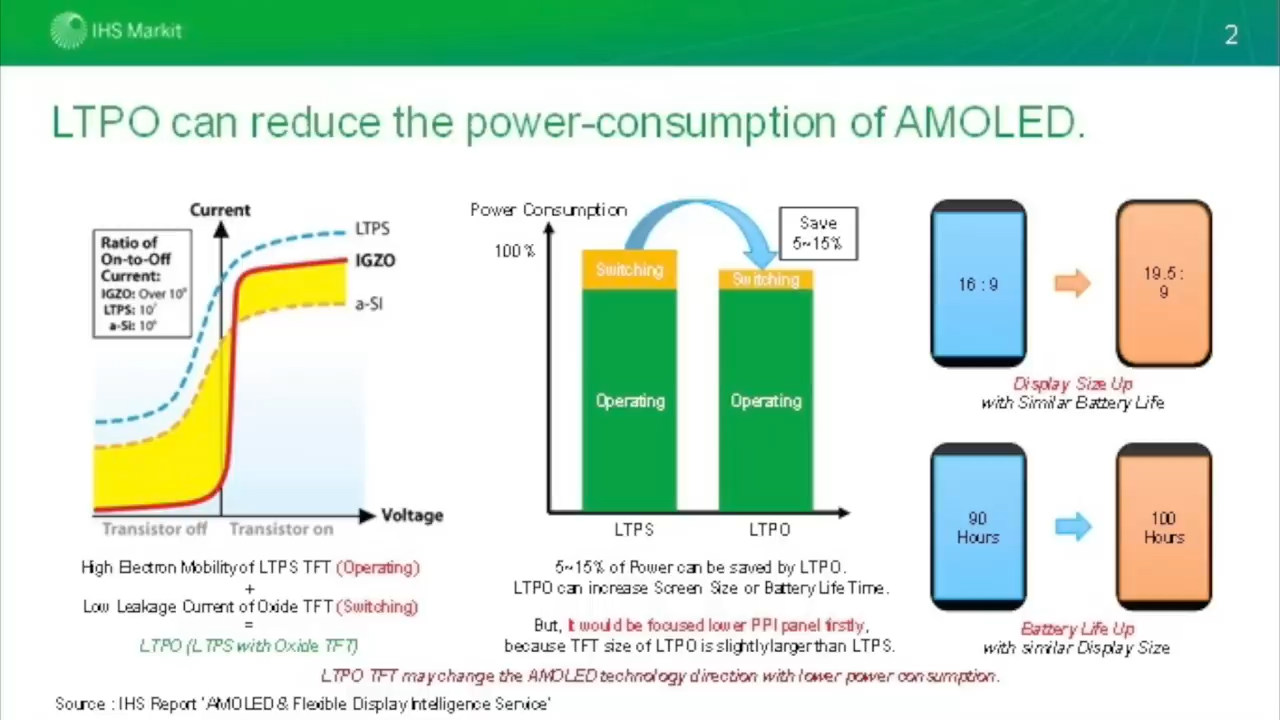 IHS Markit
2
LTPO can reduce the power-consumption of AMOLED.
Current
Ratio of
On-to-Off
Current:
IGZO: Over 10⁹
LTPS: 10⁷
a-Si: 10⁶
LTPS
IGZO
a-SI
Voltage
Transistor off
Transistor on
High Electron Mobility of LTPS TFT (Operating)
+
Low Leakage Current of Oxide TFT (Switching)
=
LTPO (LTPS with Oxide TFT)
Power Consumption
100 %
Save
5~15%
Switching
Switching
Operating
Operating
LTPS
LTPO
5~15% of Power can be saved by LTPO.
LTPO can increase Screen Size or Battery Life Time.
But, It would be focused lower PPI panel firstly,
because TFT size of LTPO is slightly larger than LTPS.
16 : 9
19.5 :
9
Display Size Up
with Similar Battery Life
90
Hours
100
Hours
Battery Life Up
with similar Display Size
LTPO TFT may change the AMOLED technology direction with lower power consumption.
Source : IHS Report 'AMOLED & Flexible Display Intelligence Service'